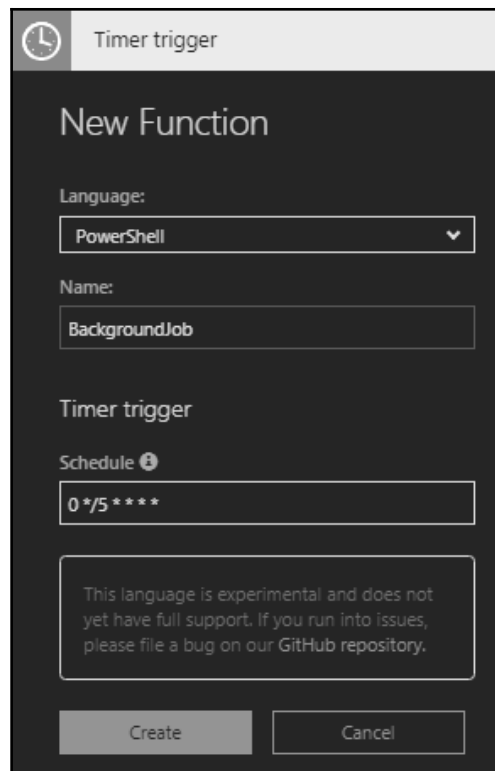 Timer trigger
New Function
Language:
PowerShell
Name:
BackgroundJob
Timer trigger
Schedule
0 */5 * * * *
This language is experimental and does not
yet have full support. If you run into issues,
please file a bug on our GitHub repository.
Create
Cancel